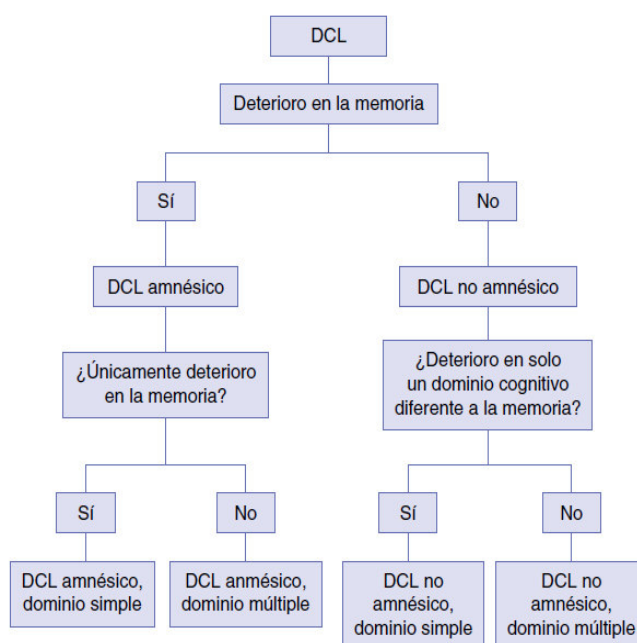 DCL
Deterioro en la memoria
Sí
No
DCL amnésico
DCL no amnésico
¿Únicamente deterioro
en la memoria?
¿Deterioro en solo
un dominio cognitivo
diferente a la memoria?
Sí
No
Sí
No
DCL amnésico,
dominio simple
DCL anmésico,
dominio múltiple
DCL no
amnésico,
dominio simple
DCL no
amnésico,
dominio múltiple